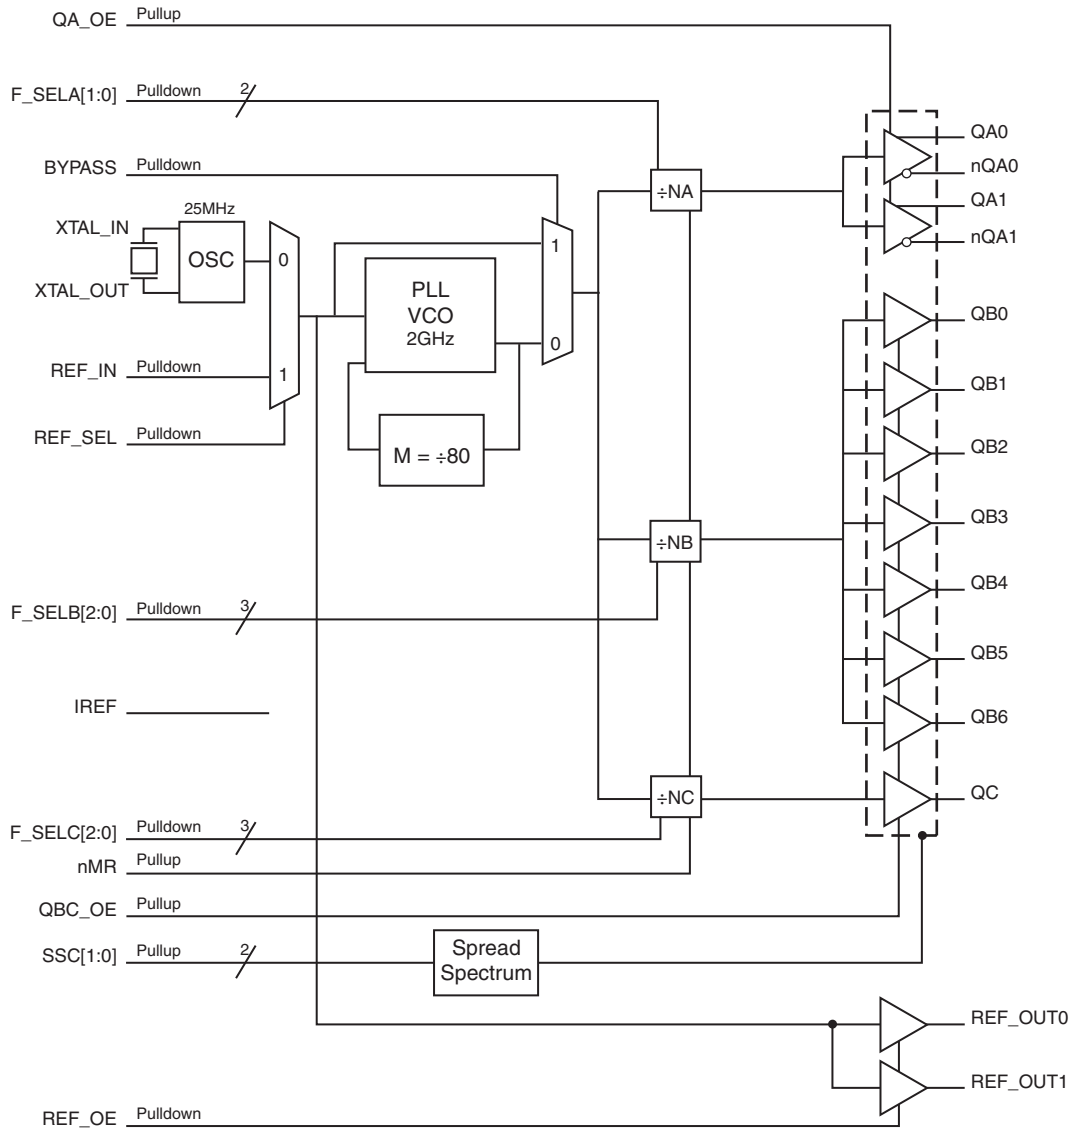 QA_OE Pullup
F_SELA[1:0] Pulldown 2
QA0
BYPASS Pulldown
nQA0
÷NA
QA1
25MHz
XTAL_IN
nQA1
1
OSC
0
XTAL_OUT
PLL
VCO
2GHz
QB0
0
REF_IN Pulldown
1
QB1
REF_SEL Pulldown
QB2
M = ÷80
QB3
÷NB
QB4
F_SELB[2:0] Pulldown 3
QB5
IREF
QB6
÷NC
QC
F_SELC[2:0] Pulldown 3
nMR Pullup
QBC_OE Pullup
SSC[1:0] Pullup 2
Spread
Spectrum
REF_OUT0
REF_OUT1
REF_OE Pulldown